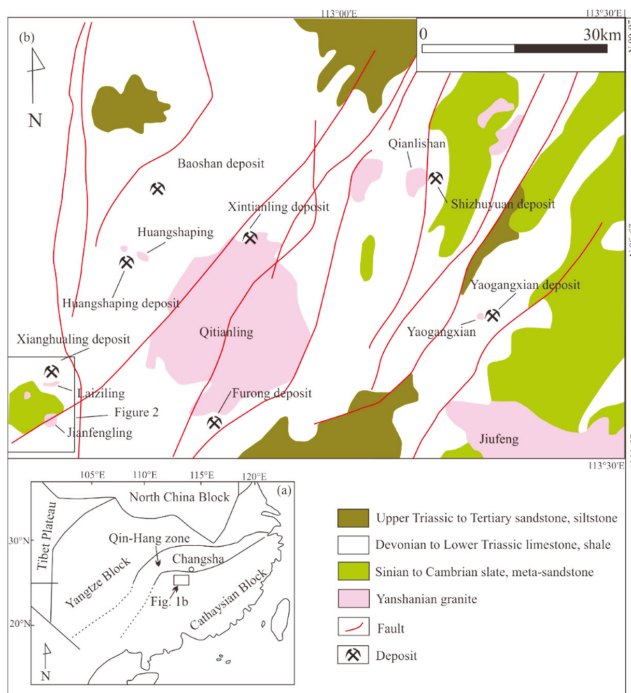 113°00'E
113°30'E
(b)
30km
0
N
Qianlishan
Baoshan deposit
Shizhuyuan deposit
Xintianling deposit
Huangshaping
Huangshaping deposit
Yaogangxian deposit
Yaogangxian
Qitianling
Xianghualing deposit
Laiziling
Furong deposit
Figure 2
Jianfengling
Jiufeng
113°30'E
105°E
110°E
115°E
120°E
(a)
North China Block
Tibet Plateau
Qin-Hang zone
30°N
Changsha
Yangtze Block
Fig. 1b
Cathaysian Block
20°N
N
Upper Triassic to Tertiary sandstone, siltstone
Devonian to Lower Triassic limestone, shale
Sinian to Cambrian slate, meta-sandstone
Yanshanian granite
Fault
Deposit